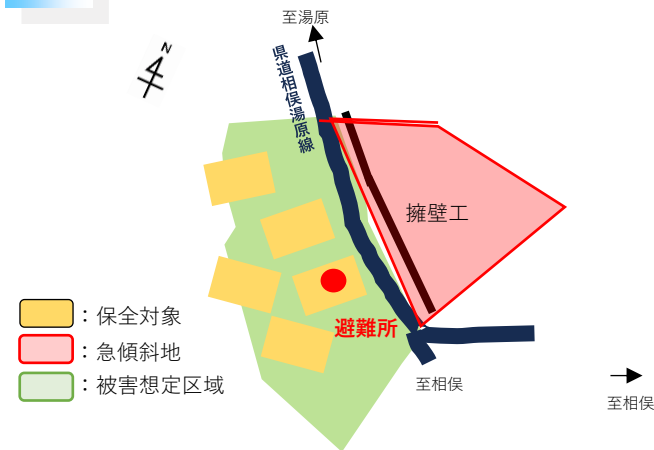 至湯原
N
県道相俣湯原線
擁壁工
避難所
：保全対象
：急傾斜地
：被害想定区域
至相俣
至相俣